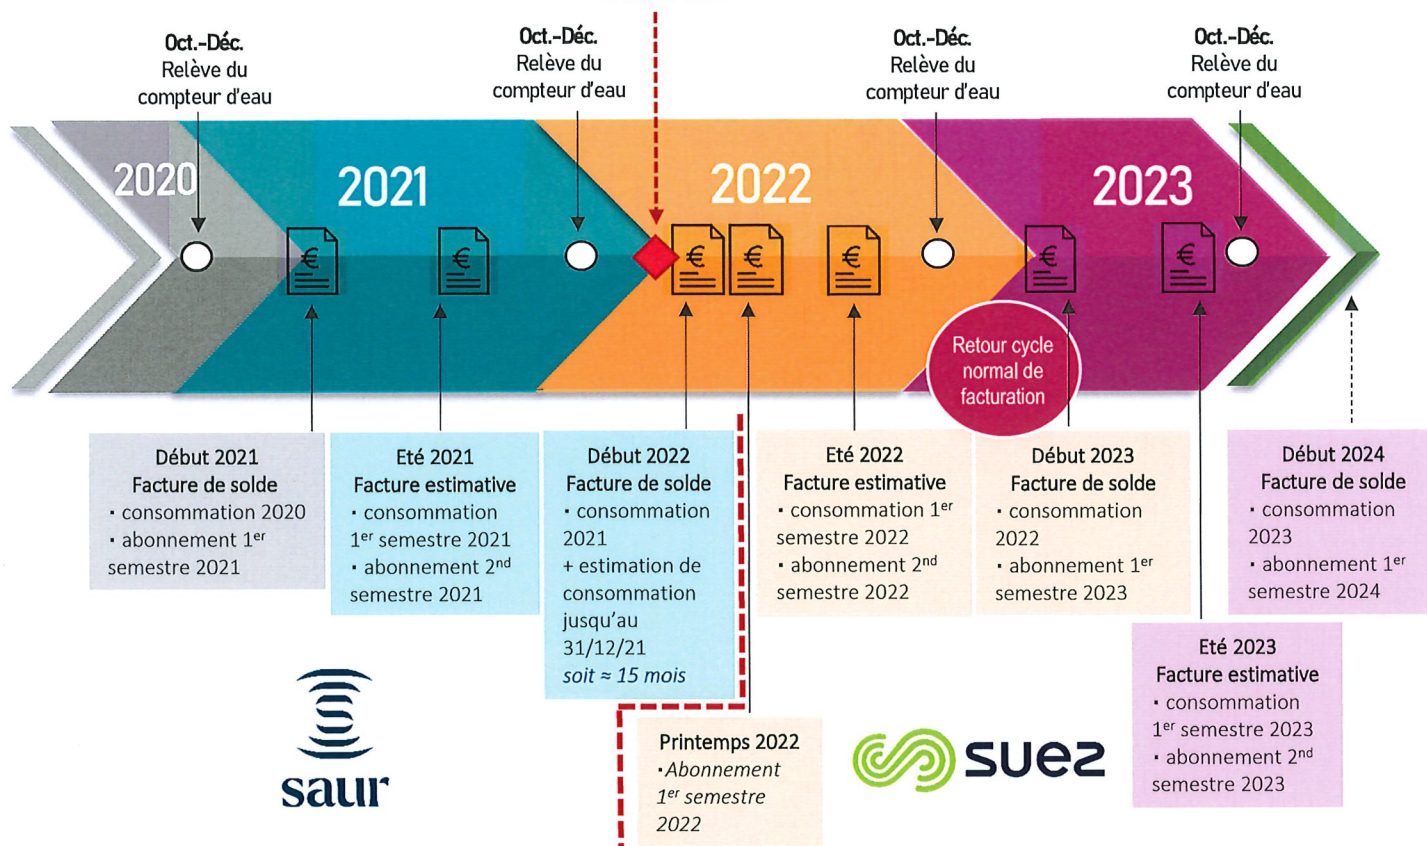 Oct.-Déc.
Relève du
compteur d'eau
Oct.-Déc.
Relève du
compteur d'eau
Oct.-Déc.
Relève du
compteur d'eau
Oct.-Déc.
Relève du
compteur d'eau
2020
2021
2022
2023
€
€
€
€
€
€
€
Retour cycle
normal de
facturation
Début 2021
Facture de solde
· consommation 2020
· abonnement 1er
semestre 2021
Eté 2021
Facture estimative
· consommation
1er semestre 2021
· abonnement 2nd
semestre 2021
Début 2022
Facture de solde
· consommation
2021
+ estimation de
consommation
jusqu'au
31/12/21
soit ≈ 15 mois
Printemps 2022
· Abonnement
1er semestre
2022
Eté 2022
Facture estimative
· consommation 1er
semestre 2022
· abonnement 2nd
semestre 2022
Début 2023
Facture de solde
· consommation
2022
· abonnement 1er
semestre 2023
Eté 2023
Facture estimative
· consommation
1er semestre 2023
· abonnement 2nd
semestre 2023
Début 2024
Facture de solde
· consommation
2023
· abonnement 1er
semestre 2024
saur
suez